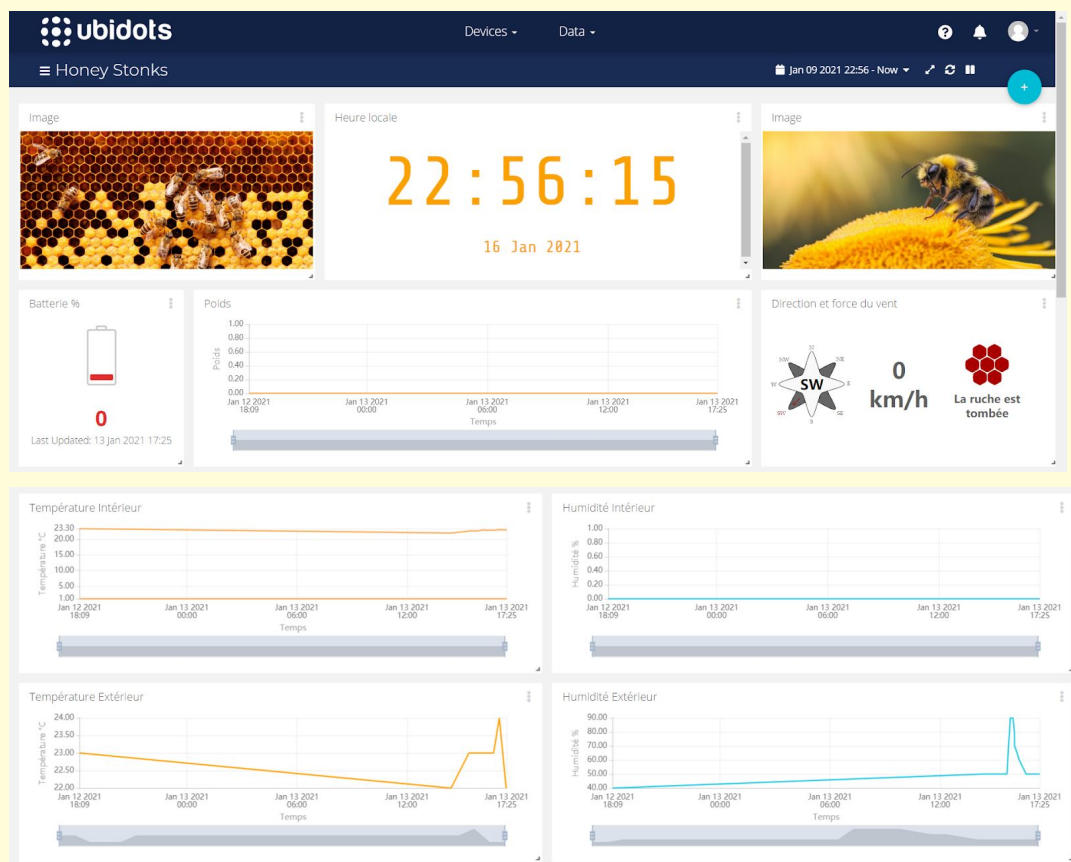 ubidots
Devices
Data
Honey Stonks
Jan 09 2021 22:56 - Now
Image
Heure locale
22:56:15
16 Jan 2021
Image
Batterie %
0
Last Updated: 13 Jan 2021 17:25
Poids
1.00
0.80
0.60
0.40
0.20
0.00
Poids
Jan 12 2021 18:09
Jan 13 2021 00:00
Jan 13 2021 06:00
Jan 13 2021 12:00
Jan 13 2021 17:25
Temps
Direction et force du vent
N
NW
NE
W
SW
E
SW
SE
S
0
km/h
La ruche est
tombée
Température Intérieur
23.30
20.00
15.00
10.00
5.00
1.00
Température °C
Jan 12 2021 18:09
Jan 13 2021 00:00
Jan 13 2021 06:00
Jan 13 2021 12:00
Jan 13 2021 17:25
Temps
Humidité Intérieur
1.00
0.80
0.60
0.40
0.20
0.00
Humidité %
Jan 12 2021 18:09
Jan 13 2021 00:00
Jan 13 2021 06:00
Jan 13 2021 12:00
Jan 13 2021 17:25
Temps
Température Extérieur
24.00
23.50
23.00
22.50
22.00
Température °C
Jan 12 2021 18:09
Jan 13 2021 00:00
Jan 13 2021 06:00
Jan 13 2021 12:00
Jan 13 2021 17:25
Temps
Humidité Extérieur
90.00
80.00
70.00
60.00
50.00
40.00
Humidité %
Jan 12 2021 18:09
Jan 13 2021 00:00
Jan 13 2021 06:00
Jan 13 2021 12:00
Jan 13 2021 17:25
Temps